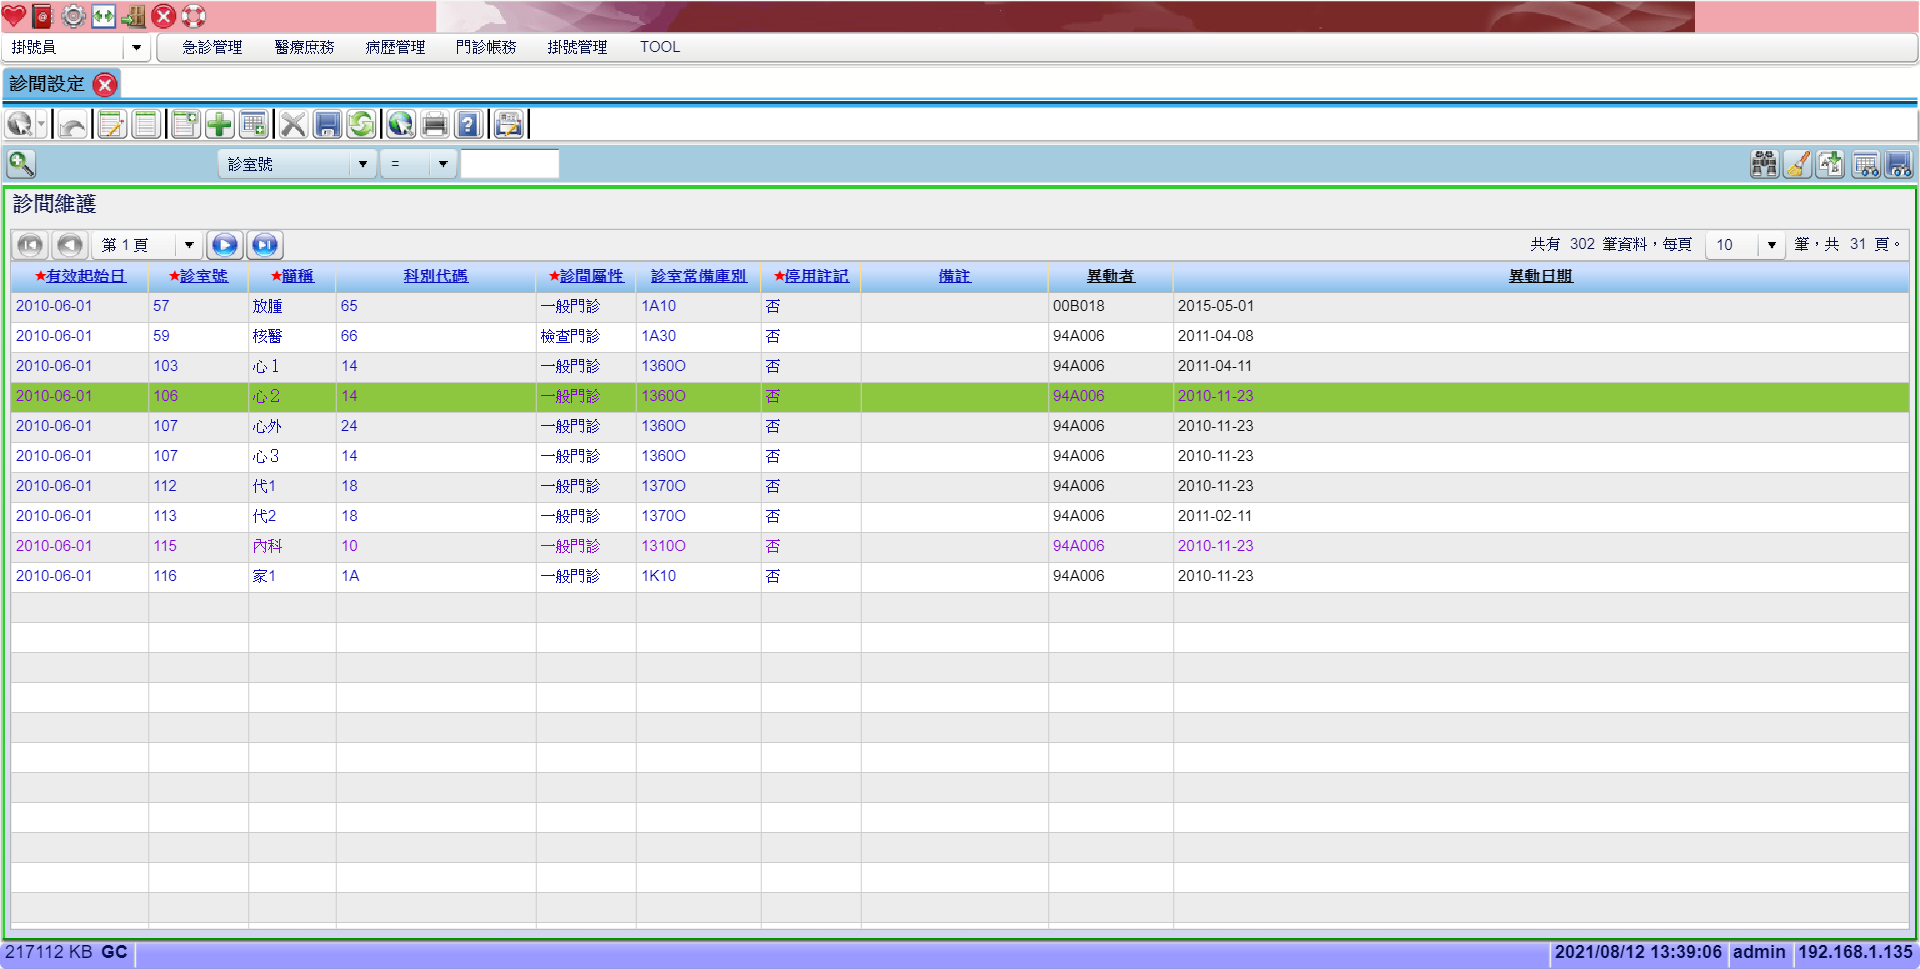 掛號員 急診管理 醫療庶務 病歷管理 門診帳務 掛號管理 TOOL
診間設定
診室號 =
診間維護
第 1 頁 共有 302 筆資料，每頁 10 筆，共 31 頁。
★有效起始日 ★診室號 ★簡稱 科別代碼 ★診間屬性 診室常備庫別 ★停用註記 備註 異動者 異動日期
2010-06-01 57 放腫 65 一般門診 1A10 否 00B018 2015-05-01
2010-06-01 59 核醫 66 檢查門診 1A30 否 94A006 2011-04-08
2010-06-01 103 心１ 14 一般門診 1360O 否 94A006 2011-04-11
2010-06-01 106 心２ 14 一般門診 1360O 否 94A006 2010-11-23
2010-06-01 107 心外 24 一般門診 1360O 否 94A006 2010-11-23
2010-06-01 107 心３ 14 一般門診 1360O 否 94A006 2010-11-23
2010-06-01 112 代1 18 一般門診 1370O 否 94A006 2010-11-23
2010-06-01 113 代2 18 一般門診 1370O 否 94A006 2011-02-11
2010-06-01 115 內科 10 一般門診 1310O 否 94A006 2010-11-23
2010-06-01 116 家1 1A 一般門診 1K10 否 94A006 2010-11-23
217112 KB GC 2021/08/12 13:39:06 admin 192.168.1.135